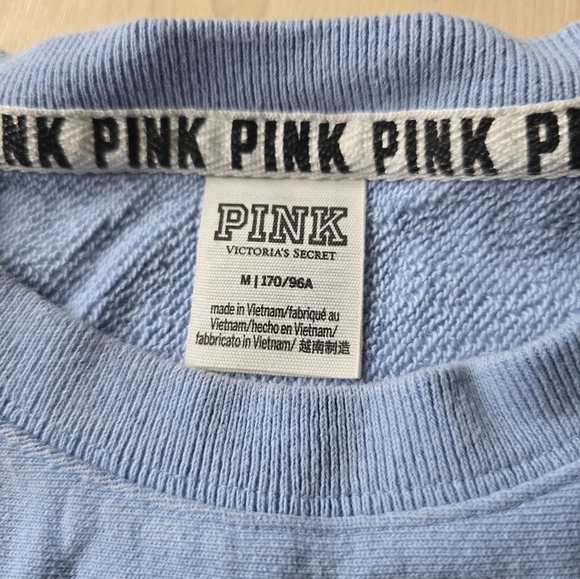 NK PINK PINK PINK P
PINK
VICTORIA'S SECRET
M | 170/96A
made in Vietnam/fabriqué au
Vietnam/hecho en Vietnam/
fabbricato in Vietnam/ 越南制造